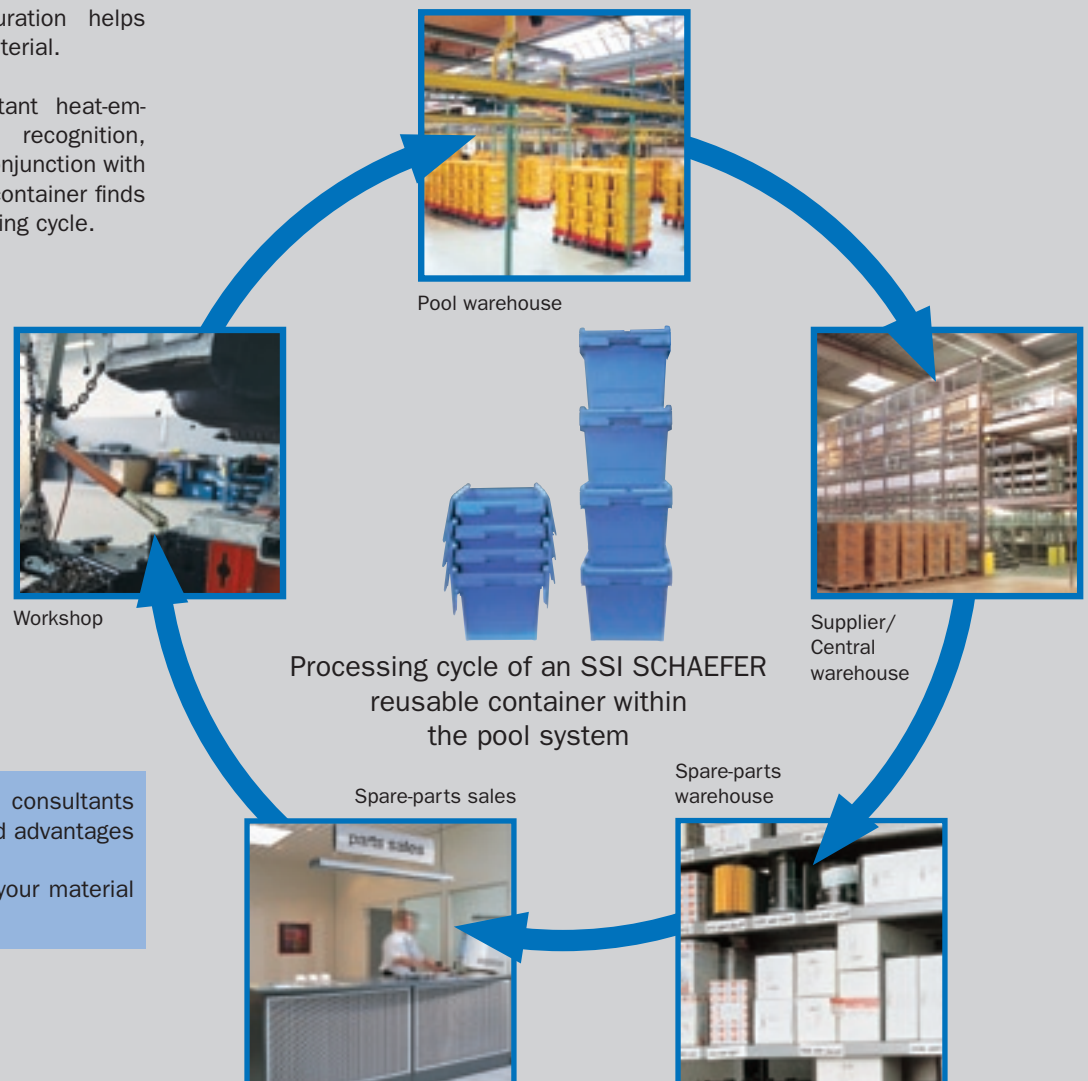 uration helps
terial.
tant heat-em-
recognition,
onjunction with
container finds
ing cycle.
Pool warehouse
Workshop
Supplier/
Central
warehouse
Processing cycle of an SSI SCHAEFER
reusable container within
the pool system
Spare-parts
warehouse
Spare-parts sales
consultants
d advantages
your material
parts sales